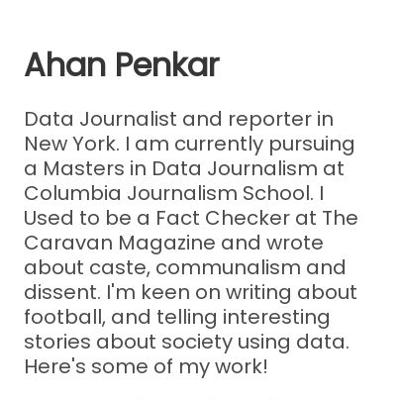 Ahan Penkar
Data Journalist and reporter in
New York. I am currently pursuing
a Masters in Data Journalism at
Columbia Journalism School. I
Used to be a Fact Checker at The
Caravan Magazine and wrote
about caste, communalism and
dissent. I'm keen on writing about
football, and telling interesting
stories about society using data.
Here's some of my work!